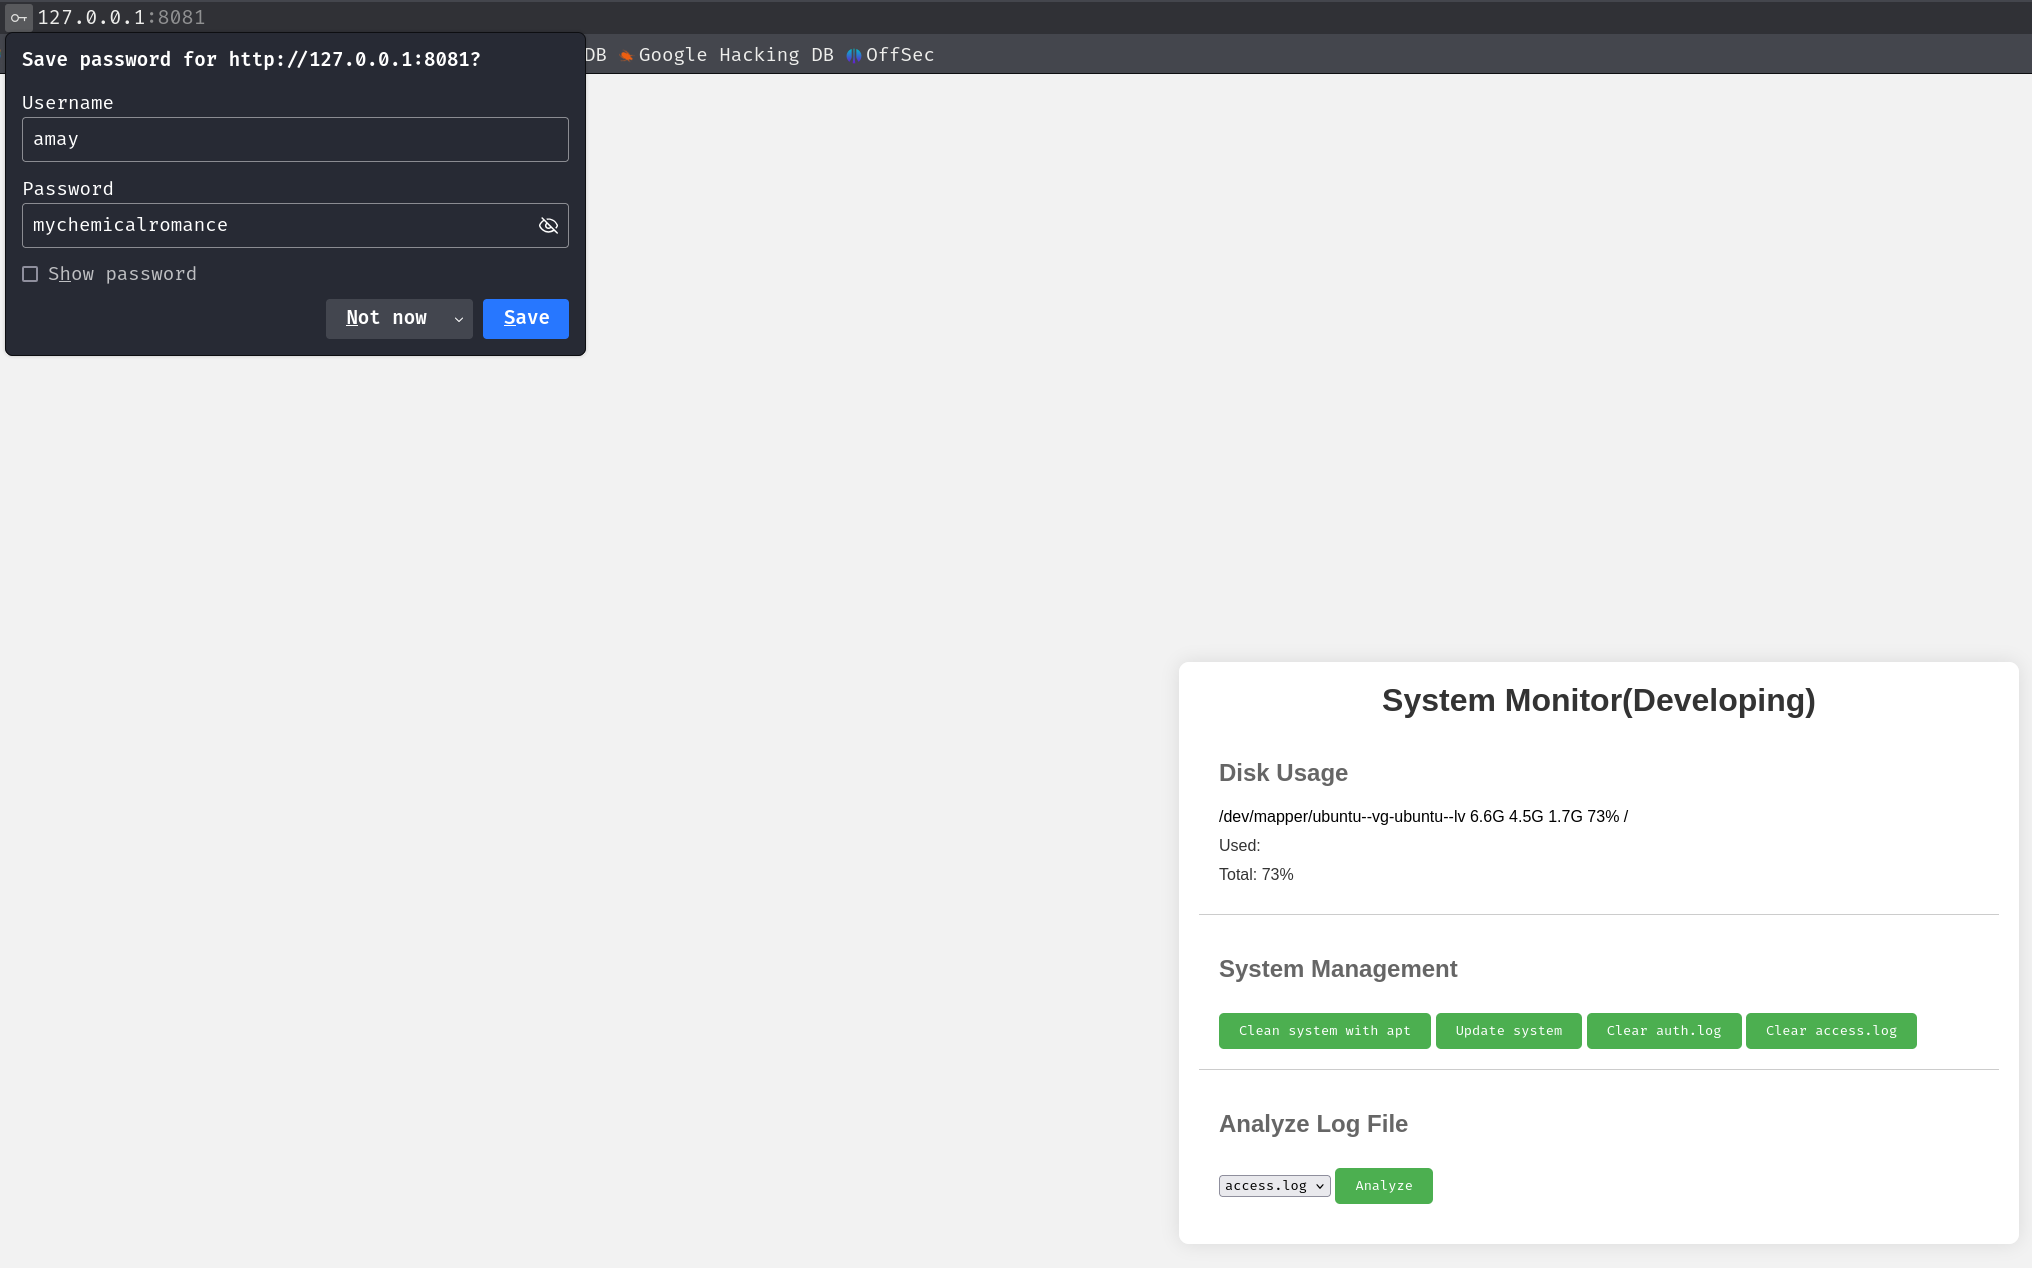 127.0.0.1:8081
Save password for http://127.0.0.1:8081?
DB Google Hacking DB OffSec
Username
amay
Password
mychemicalromance
Show password
Not now Save
System Monitor(Developing)
Disk Usage
/dev/mapper/ubuntu--vg-ubuntu--lv 6.6G 4.5G 1.7G 73% /
Used:
Total: 73%
System Management
Clean system with apt Update system Clear auth.log Clear access.log
Analyze Log File
access.log Analyze